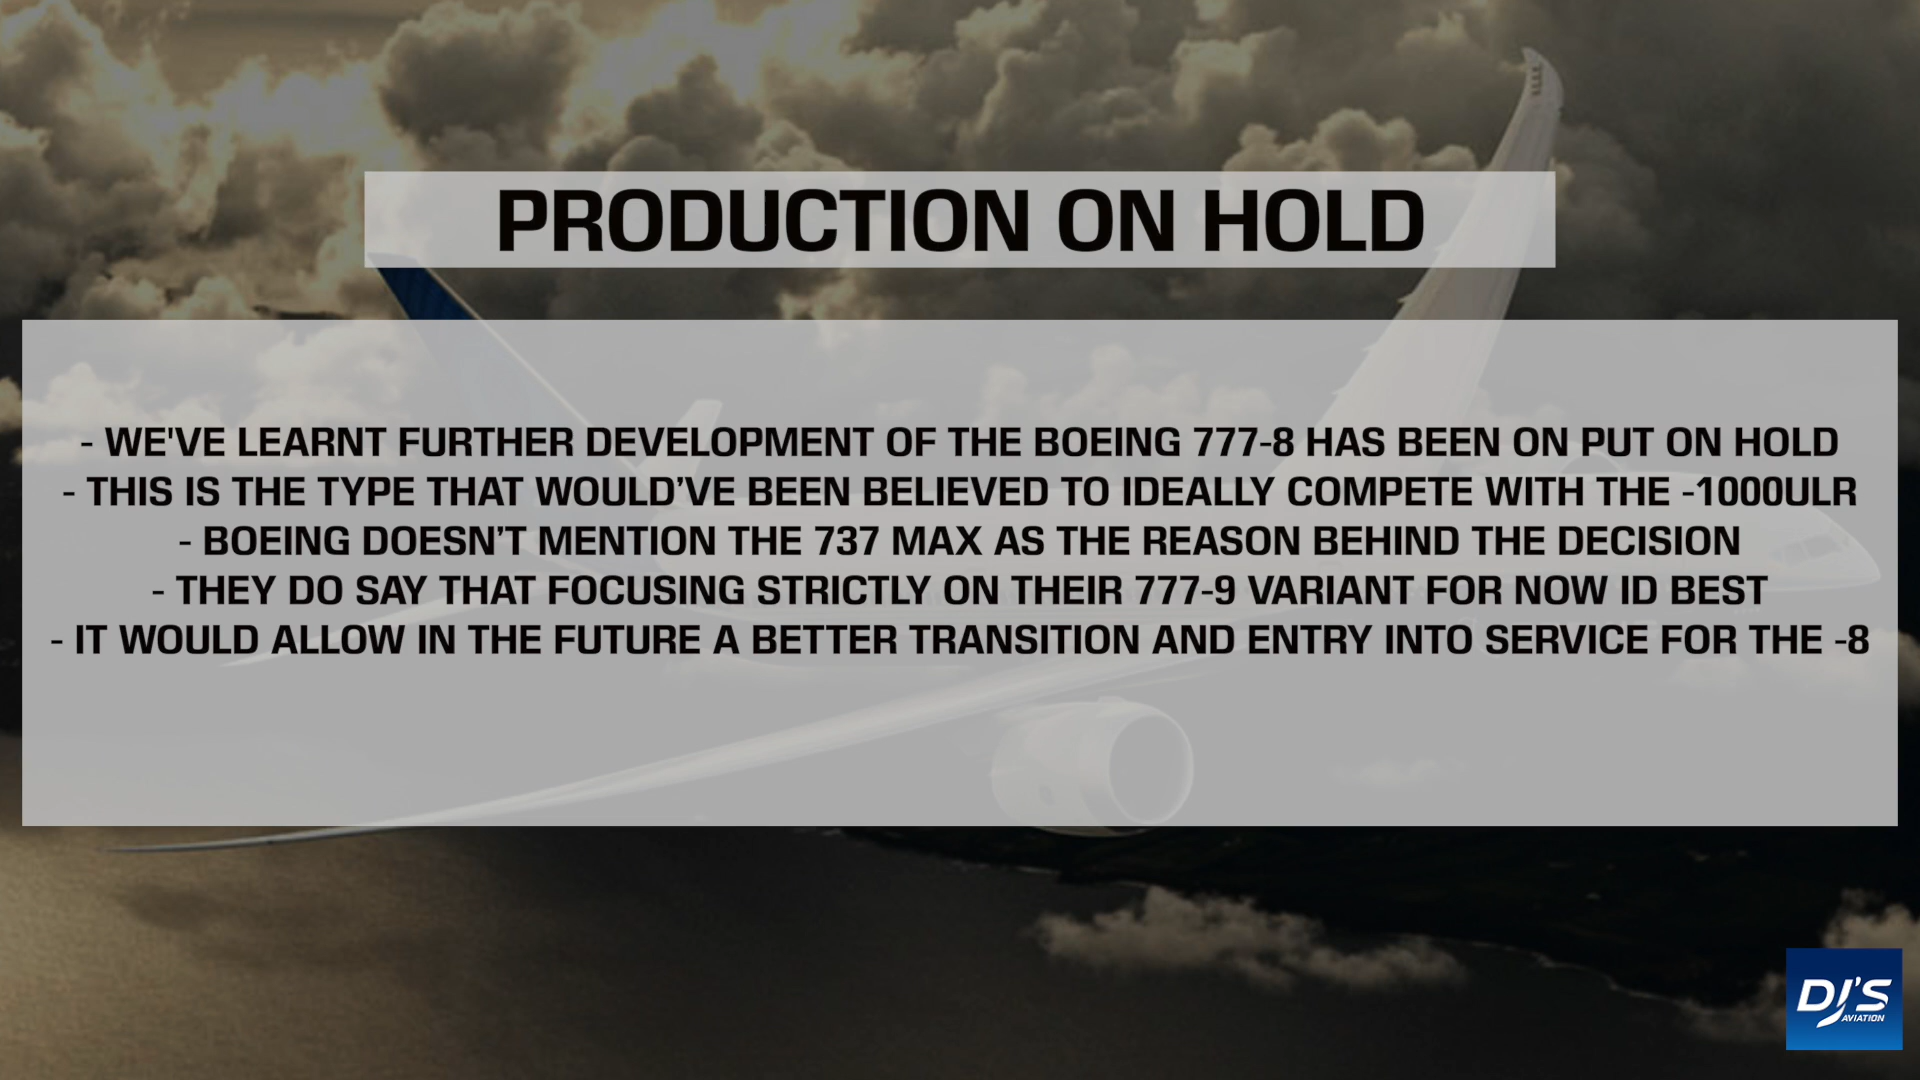 PRODUCTION ON HOLD
- WE'VE LEARNT FURTHER DEVELOPMENT OF THE BOEING 777-8 HAS BEEN ON PUT ON HOLD
- THIS IS THE TYPE THAT WOULD’VE BEEN BELIEVED TO IDEALLY COMPETE WITH THE -1000ULR
- BOEING DOESN’T MENTION THE 737 MAX AS THE REASON BEHIND THE DECISION
- THEY DO SAY THAT FOCUSING STRICTLY ON THEIR 777-9 VARIANT FOR NOW ID BEST
- IT WOULD ALLOW IN THE FUTURE A BETTER TRANSITION AND ENTRY INTO SERVICE FOR THE -8
DJ'S
AVIATION